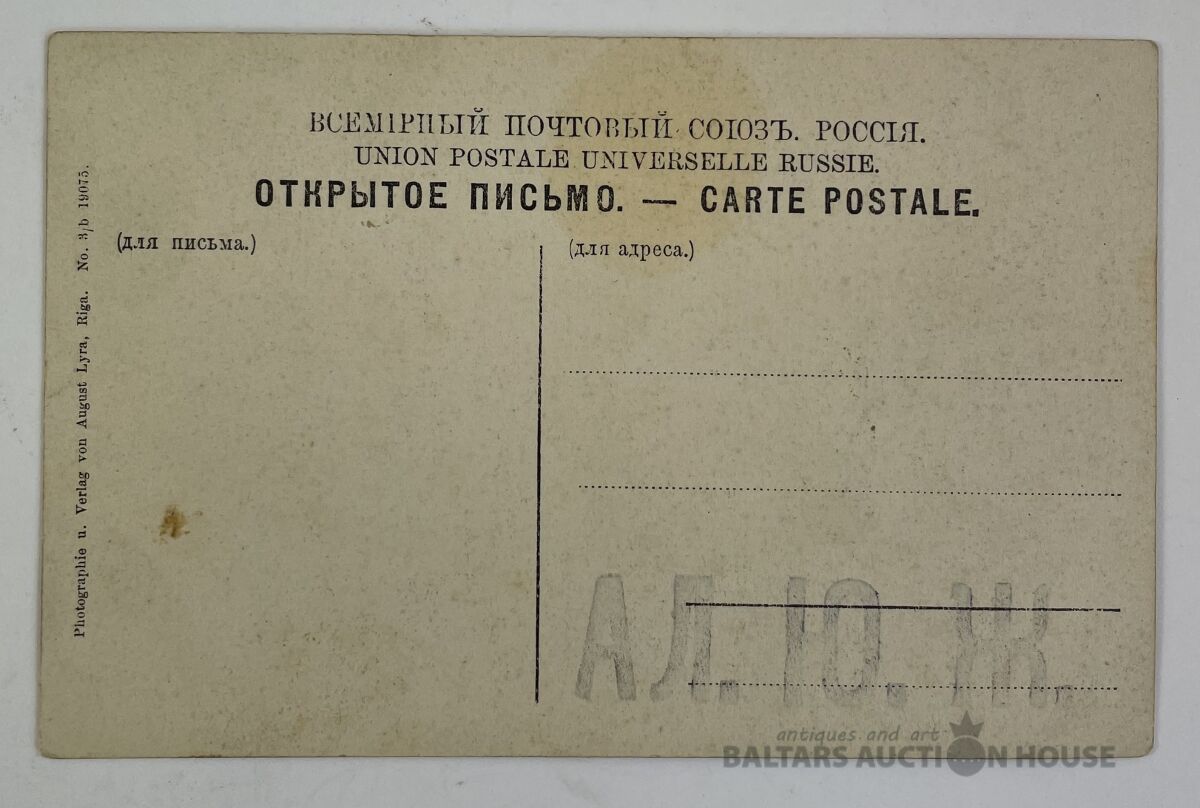 ВСЕМІРНЫЙ ПОЧТОВЫЙ СОЮЗЪ. РОССІЯ.
UNION POSTALE UNIVERSELLE RUSSIE.
ОТКРЫТОЕ ПИСЬМО. — CARTE POSTALE.
(для письма.)
(для адреса.)
Photographie u. Verlag von August Lyra, Riga. No. 3/b 19075.
АЛ. Ю. Ж.
antiques and art
BALTARS AUCTION HOUSE